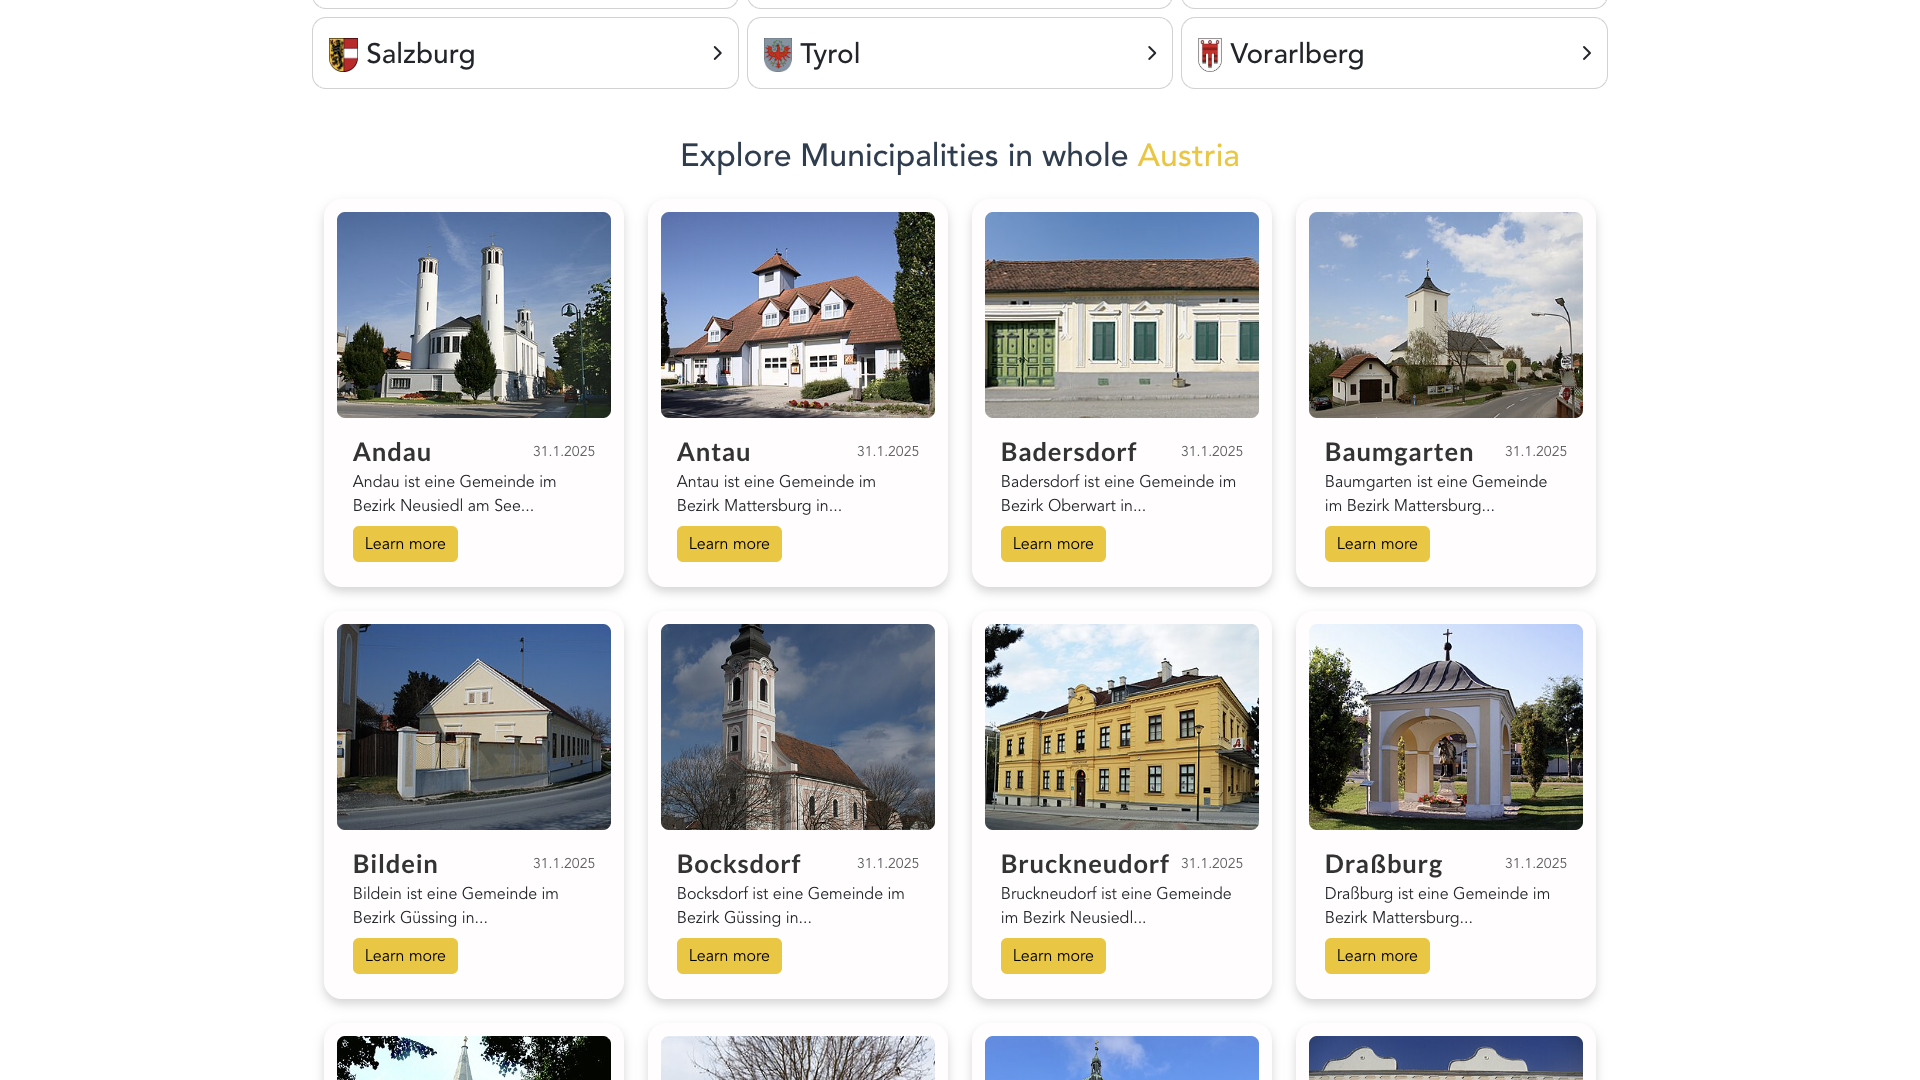 Salzburg
Tyrol
Vorarlberg
Explore Municipalities in whole Austria
Andau
31.1.2025
Andau ist eine Gemeinde im
Bezirk Neusiedl am See...
Learn more
Antau
31.1.2025
Antau ist eine Gemeinde im
Bezirk Mattersburg in...
Learn more
Badersdorf
31.1.2025
Badersdorf ist eine Gemeinde im
Bezirk Oberwart in...
Learn more
Baumgarten
31.1.2025
Baumgarten ist eine Gemeinde
im Bezirk Mattersburg...
Learn more
Bildein
31.1.2025
Bildein ist eine Gemeinde im
Bezirk Güssing in...
Learn more
Bocksdorf
31.1.2025
Bocksdorf ist eine Gemeinde im
Bezirk Güssing in...
Learn more
Bruckneudorf
31.1.2025
Bruckneudorf ist eine Gemeinde
im Bezirk Neusiedl...
Learn more
Draßburg
31.1.2025
Draßburg ist eine Gemeinde im
Bezirk Mattersburg...
Learn more